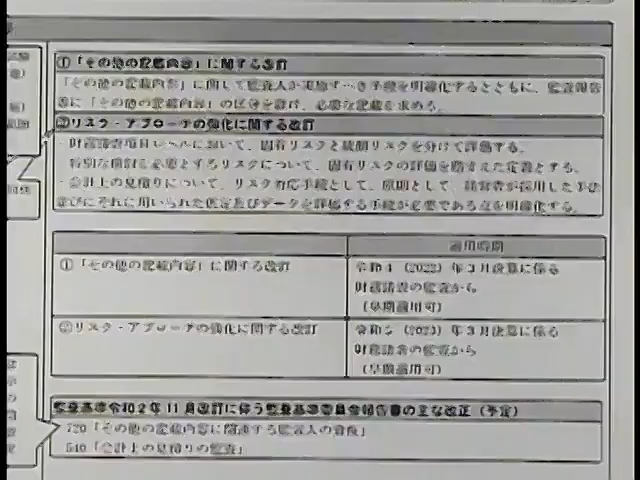 ①「その他の記載内容」に関する改訂
「その他の記載内容」に関して監査人が実施すべき手続を明確化するとともに、監査報告
書に「その他の記載内容」の区分を設け、必要な記載を求める。
②リスク・アプローチの強化に関する改訂
・財務諸表項目レベルにおいて、固有リスクと統制リスクを分けて評価する。
・特別な検討を必要とするリスクについて、固有リスクの評価を踏まえた定義とする。
・会計上の見積りについて、リスク対応手続として、原則として、経営者が採用した手法
並びにそれに用いられた仮定及びデータを評価する手続が必要である点を明確化する。
適用時期
①「その他の記載内容」に関する改訂
令和4（2022）年3月決算に係る
財務諸表の監査から
（早期適用可）
②リスク・アプローチの強化に関する改訂
令和5（2023）年3月決算に係る
財務諸表の監査から
（早期適用可）
監査基準令和2年11月改訂に伴う監査基準委員会報告書の主な改正（予定）
720「その他の記載内容に関連する監査人の責任」
540「会計上の見積りの監査」